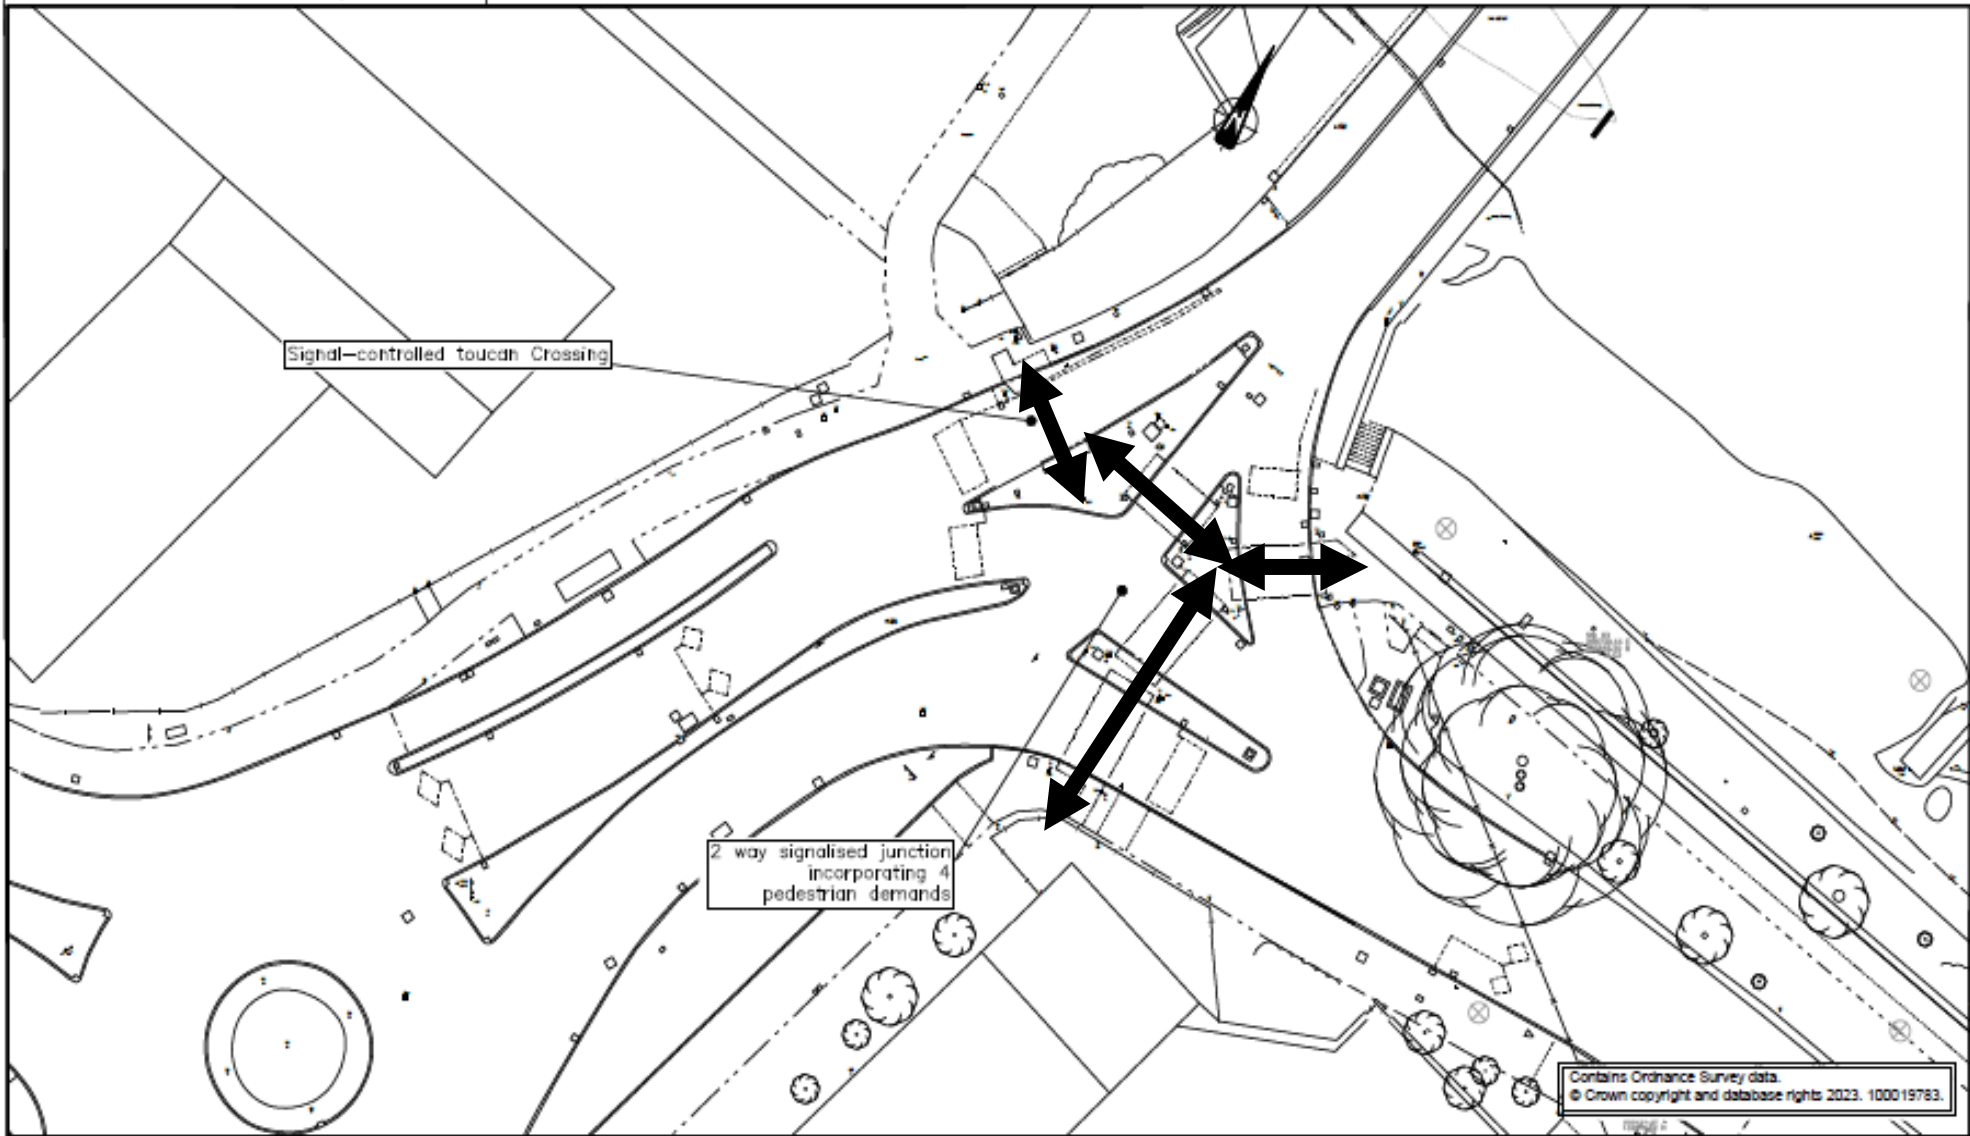 Signal-controlled toucan Crossing
2 way signalised junction
incorporating 4
pedestrian demands
Contains Ordnance Survey data.
© Crown copyright and database rights 2023. 100019783.